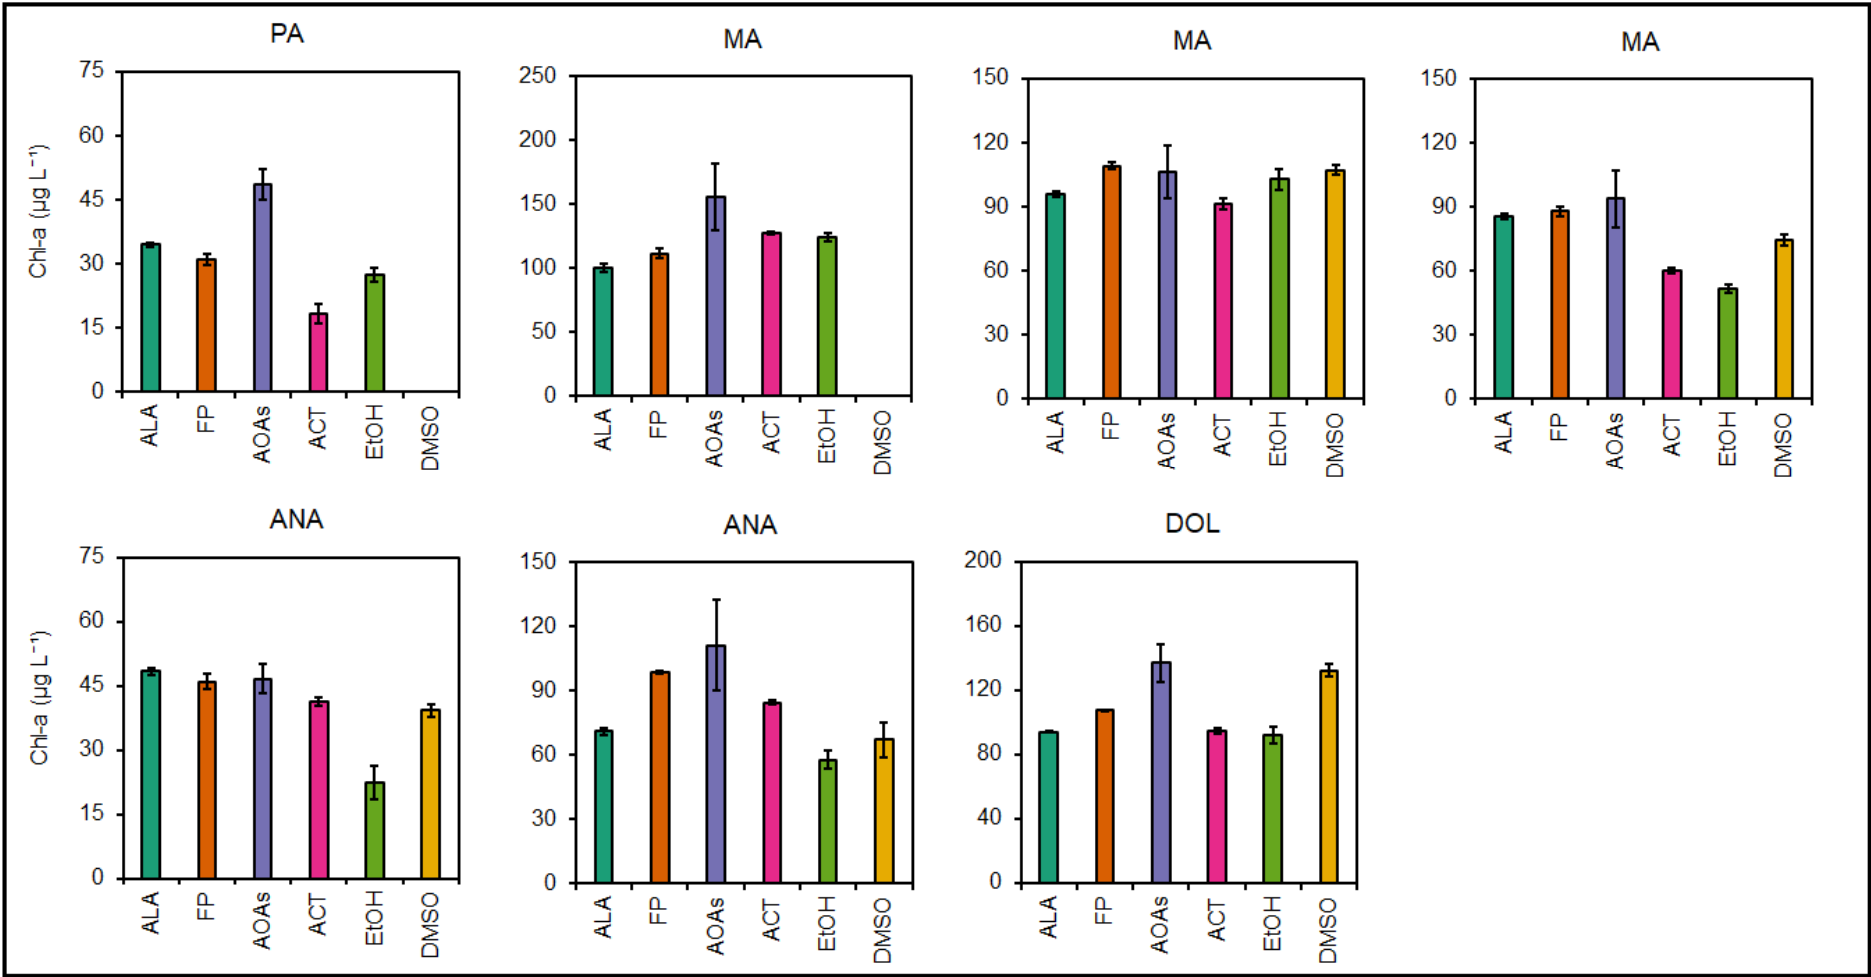 PA
Chl-a (µg L⁻¹)
75
60
45
30
15
0
ALA
FP
AOAs
ACT
EtOH
DMSO
MA
250
200
150
100
50
0
ALA
FP
AOAs
ACT
EtOH
DMSO
MA
150
120
90
60
30
0
ALA
FP
AOAs
ACT
EtOH
DMSO
MA
150
120
90
60
30
0
ALA
FP
AOAs
ACT
EtOH
DMSO
ANA
Chl-a (µg L⁻¹)
75
60
45
30
15
0
ALA
FP
AOAs
ACT
EtOH
DMSO
ANA
150
120
90
60
30
0
ALA
FP
AOAs
ACT
EtOH
DMSO
DOL
200
160
120
80
40
0
ALA
FP
AOAs
ACT
EtOH
DMSO